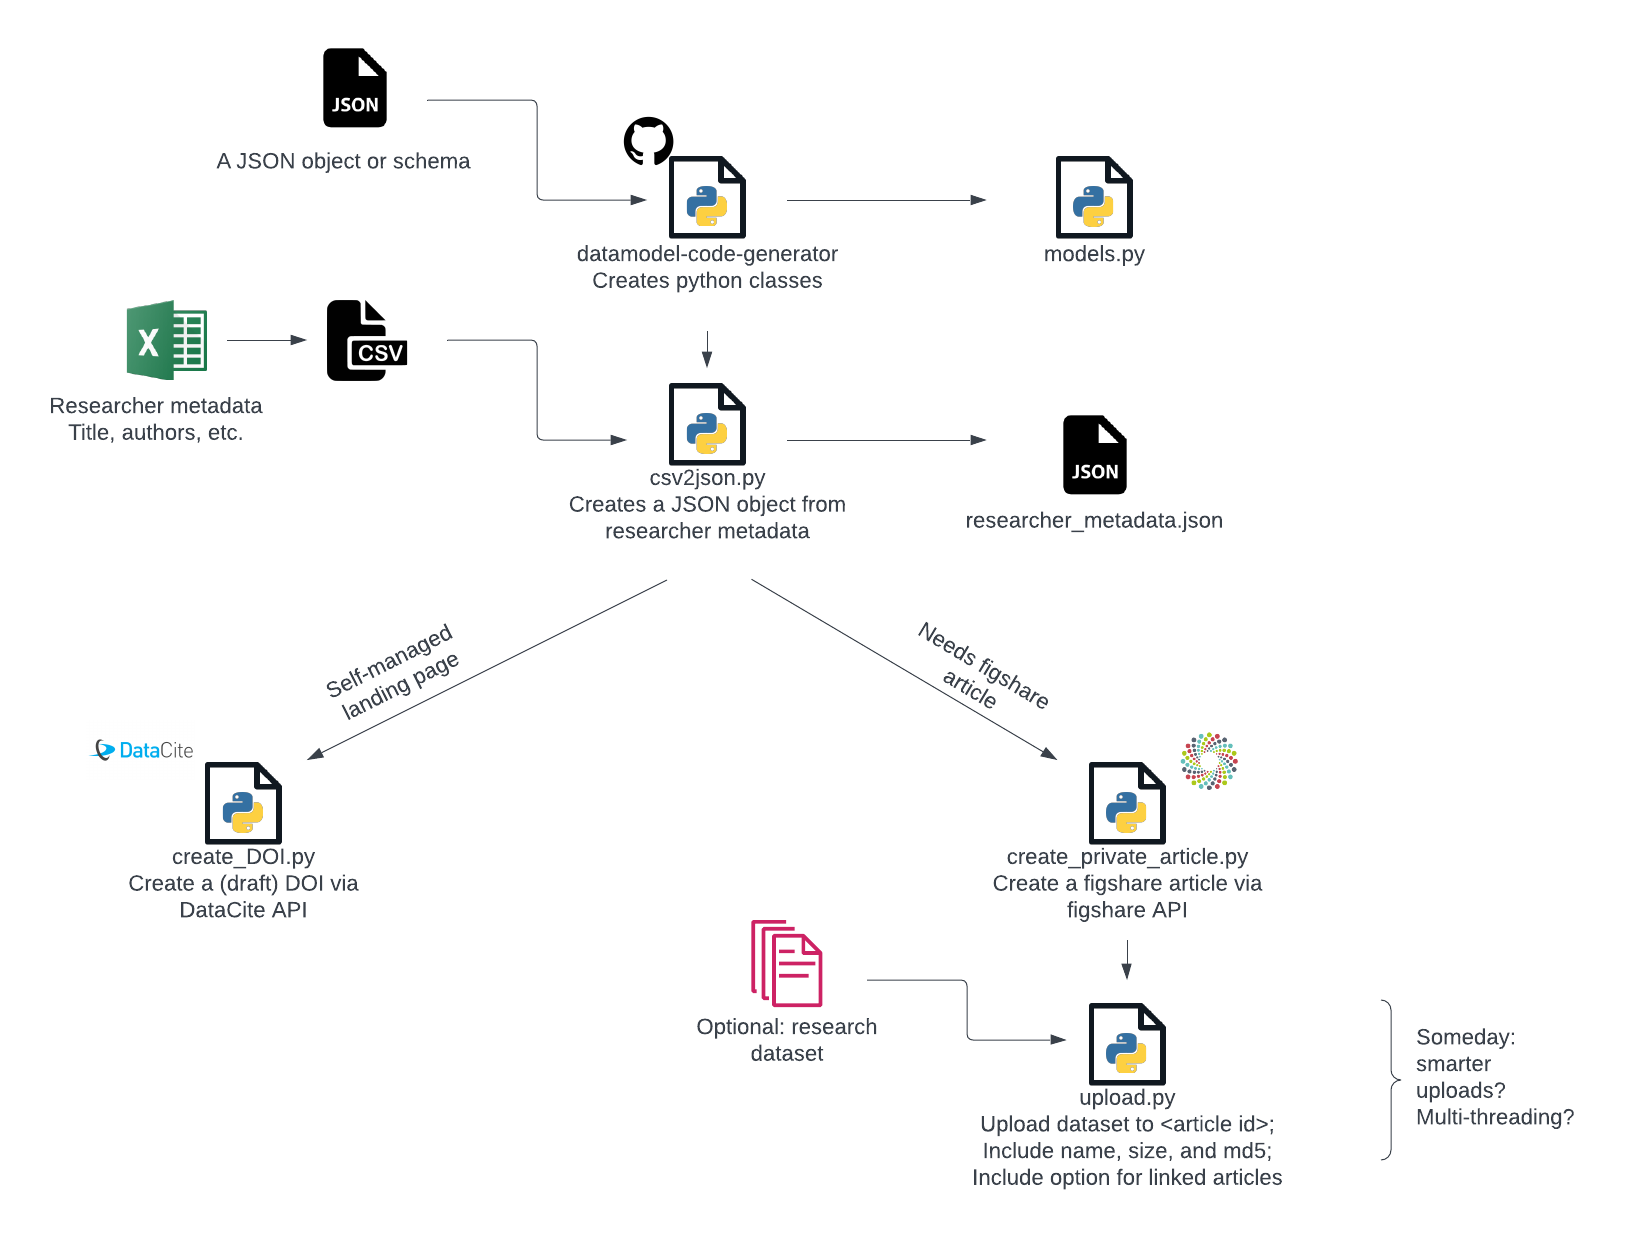 JSON
A JSON object or schema
datamodel-code-generator
Creates python classes
models.py
X
CSV
Researcher metadata
Title, authors, etc.
csv2json.py
Creates a JSON object from
researcher metadata
JSON
researcher_metadata.json
Self-managed
landing page
Needs figshare
article
DataCite
create_DOI.py
Create a (draft) DOI via
DataCite API
create_private_article.py
Create a figshare article via
figshare API
Optional: research
dataset
upload.py
Upload dataset to <article id>;
Include name, size, and md5;
Include option for linked articles
Someday:
smarter
uploads?
Multi-threading?